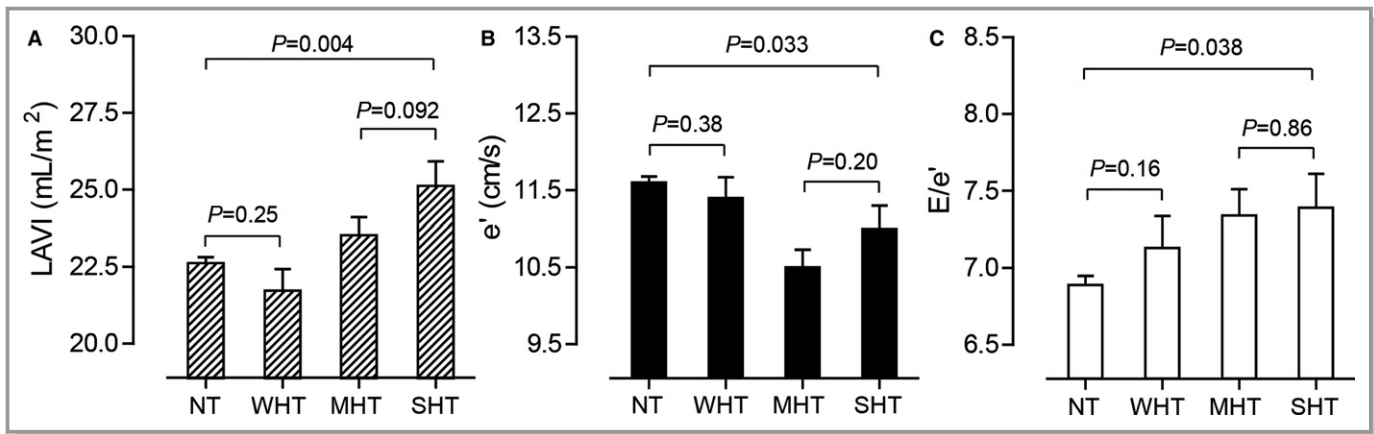 A
LAVI (mL/m²)
30.0
27.5
25.0
22.5
20.0
P=0.004
P=0.092
P=0.25
NT WHT MHT SHT
B
e' (cm/s)
13.5
12.5
11.5
10.5
9.5
P=0.033
P=0.38
P=0.20
NT WHT MHT SHT
C
E/e'
8.5
8.0
7.5
7.0
6.5
P=0.038
P=0.86
P=0.16
NT WHT MHT SHT